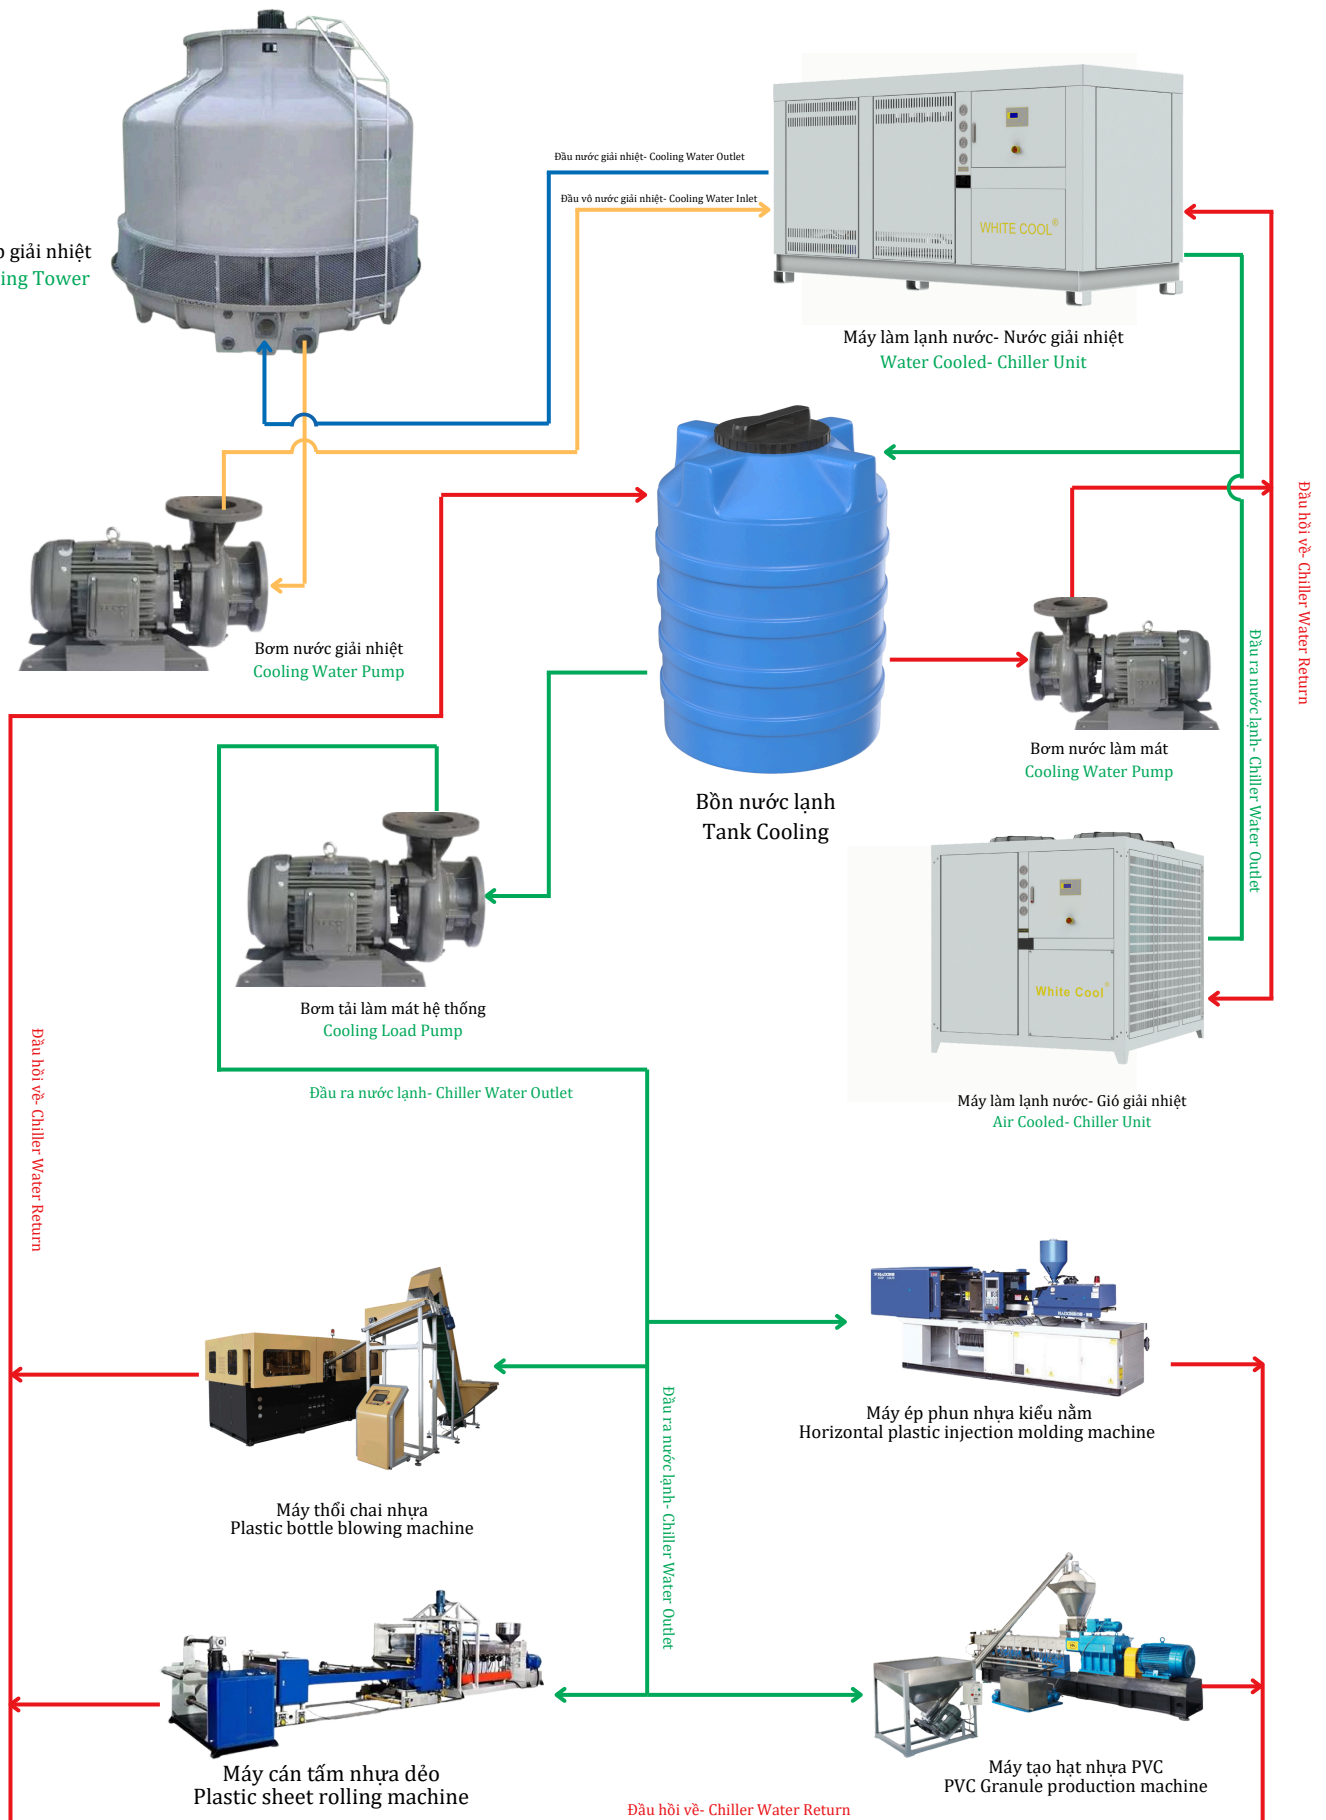 Đầu nước giải nhiệt- Cooling Water Outlet
Đầu vô nước giải nhiệt- Cooling Water Inlet
WHITE COOL®
giải nhiệt
Tower
Máy làm lạnh nước- Nước giải nhiệt
Water Cooled- Chiller Unit
Bơm nước giải nhiệt
Cooling Water Pump
Đầu hồi về- Chiller Water Return
Đầu ra nước lạnh- Chiller Water Outlet
Bơm nước làm mát
Cooling Water Pump
Bồn nước lạnh
Tank Cooling
White Cool®
Bơm tải làm mát hệ thống
Cooling Load Pump
Đầu hồi về- Chiller Water Return
Đầu ra nước lạnh- Chiller Water Outlet
Máy làm lạnh nước- Gió giải nhiệt
Air Cooled- Chiller Unit
Máy ép phun nhựa kiểu nằm
Horizontal plastic injection molding machine
Máy thổi chai nhựa
Plastic bottle blowing machine
Đầu ra nước lạnh- Chiller Water Outlet
Máy cán tấm nhựa dẻo
Plastic sheet rolling machine
Máy tạo hạt nhựa PVC
PVC Granule production machine
Đầu hồi về- Chiller Water Return